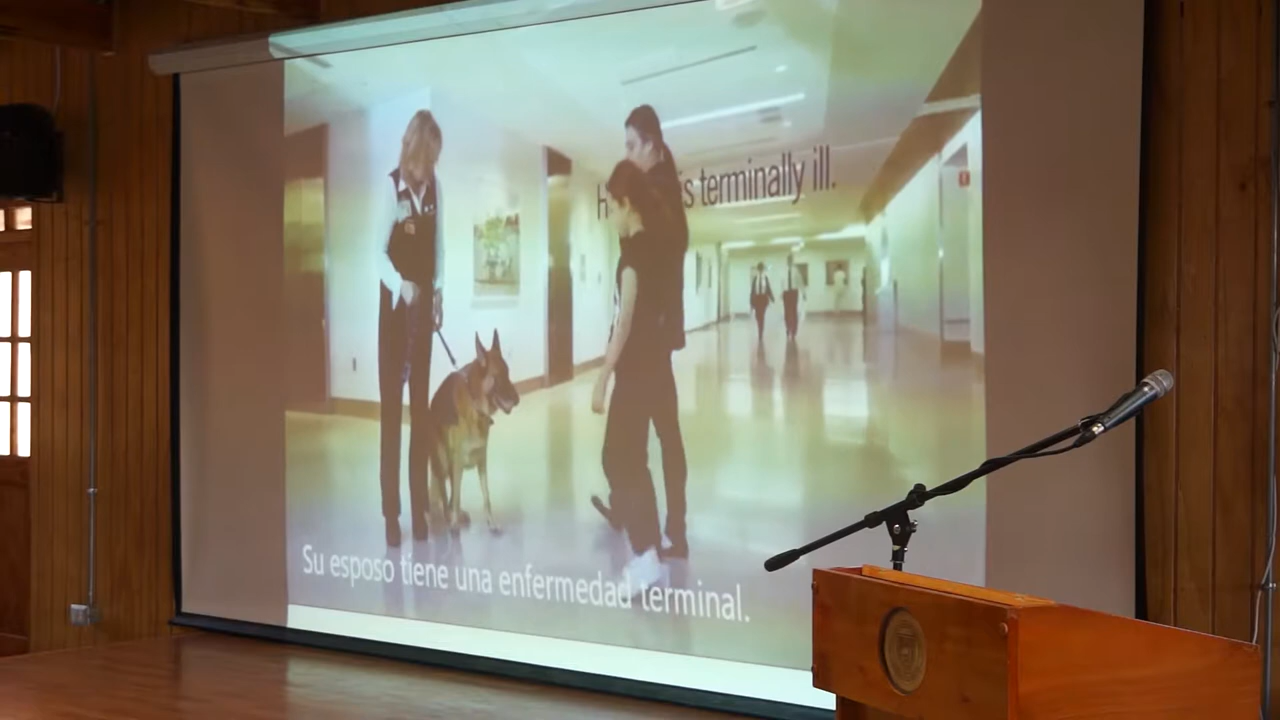 is terminally ill.
Su esposo tiene una enfermedad terminal.